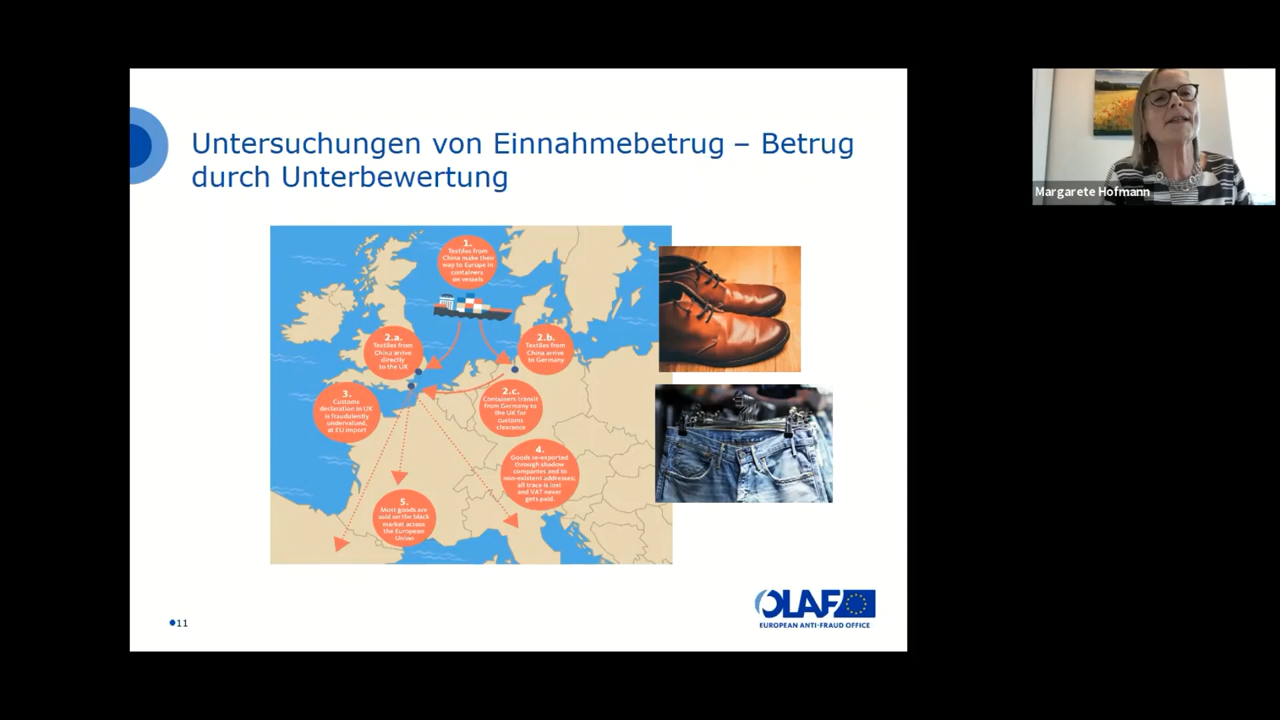 Untersuchungen von Einnahmebetrug – Betrug
durch Unterbewertung
1.
Textiles from
China make their
way to Europe in
containers
on vessels
2.a.
Textiles from
China arrive
directly
to the UK
2.b.
Textiles from
China arrive
to Germany
2.c.
Containers transit
from Germany to
the UK for
customs
clearance
3.
Customs
declaration in UK
is fraudulently
undervalued,
at EU import
4.
Goods re-exported
through shadow
companies and to
non-existent addresses;
all trace is lost
and VAT never
gets paid.
5.
Most goods are
sold on the black
market across
the European
Union
11
OLAF
EUROPEAN ANTI-FRAUD OFFICE
Margarete Hofmann